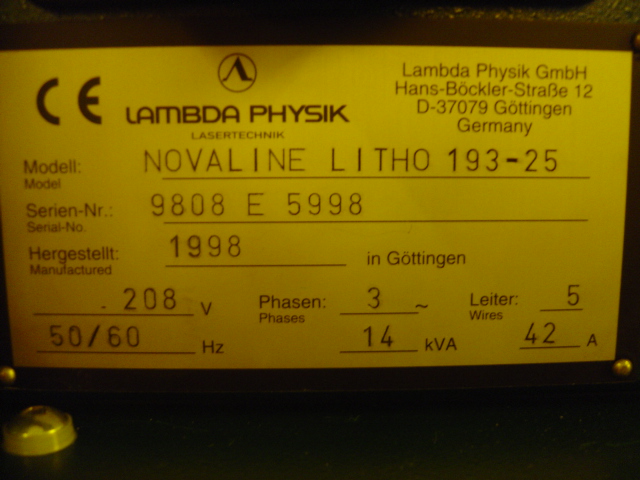 CE
LAMBDA PHYSIK
LASERTECHNIK
Lambda Physik GmbH
Hans-Böckler-Straße 12
D-37079 Göttingen
Germany
Modell: NOVALINE LITHO 193-25
Model
Serien-Nr.: 9808 E 5998
Serial-No.
Hergestellt: 1998 in Göttingen
Manufactured
208 V Phasen: 3 ~ Leiter: 5
Phases Wires
50/60 Hz 14 kVA 42 A